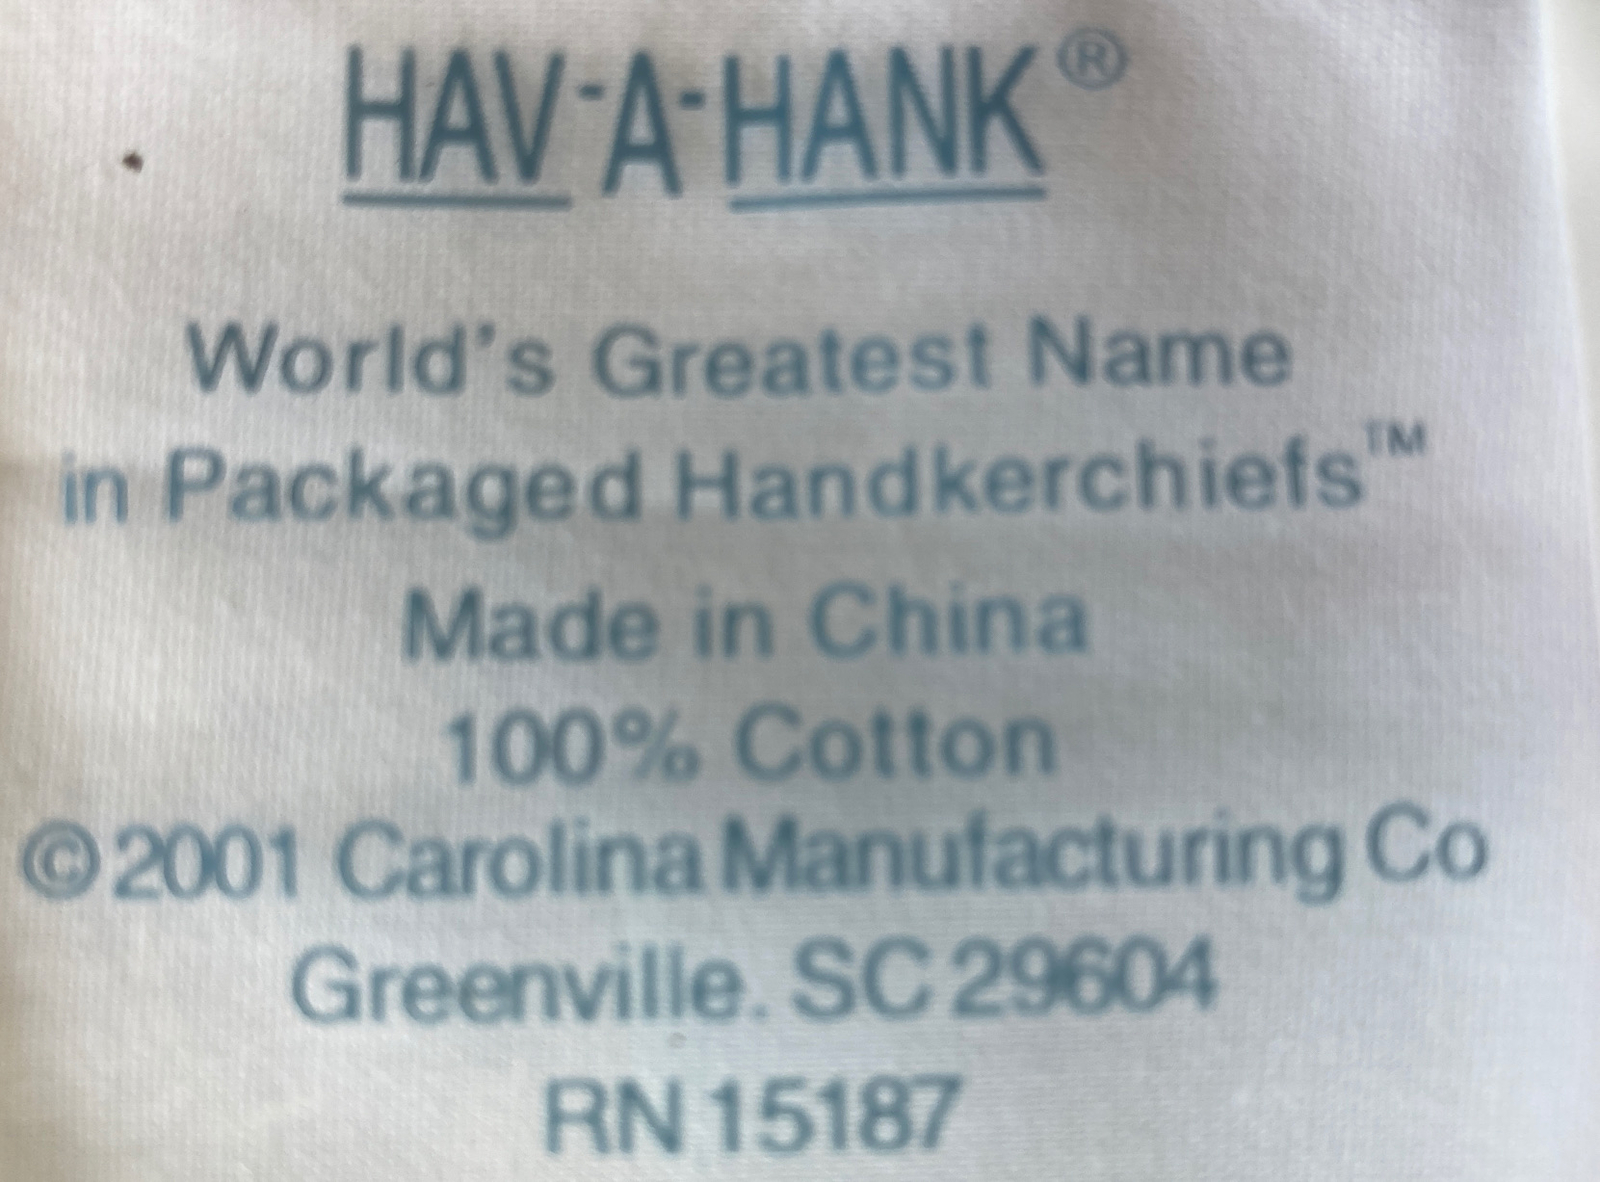 HAV-A-HANK®
World's Greatest Name
in Packaged Handkerchiefs™
Made in China
100% Cotton
©2001 Carolina Manufacturing Co
Greenville. SC 29604
RN 15187